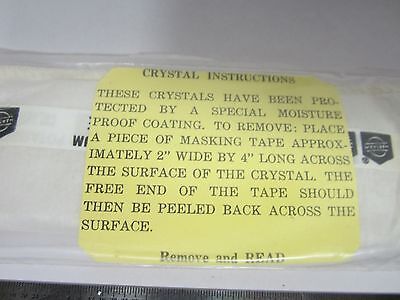 CRYSTAL INSTRUCTIONS
THESE CRYSTALS HAVE BEEN PRO-
TECTED BY A SPECIAL MOISTURE
PROOF COATING. TO REMOVE: PLACE
A PIECE OF MASKING TAPE APPROX-
IMATELY 2" WIDE BY 4" LONG ACROSS
THE SURFACE OF THE CRYSTAL. THE
FREE END OF THE TAPE SHOULD
THEN BE PEELED BACK ACROSS THE
SURFACE.
Remove and READ